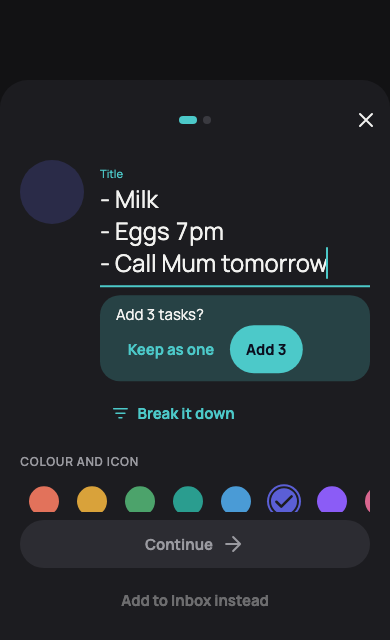 Title
- Milk
- Eggs 7pm
- Call Mum tomorrow
Add 3 tasks?
Keep as one
Add 3
Break it down
COLOUR AND ICON
Continue
Add to Inbox instead